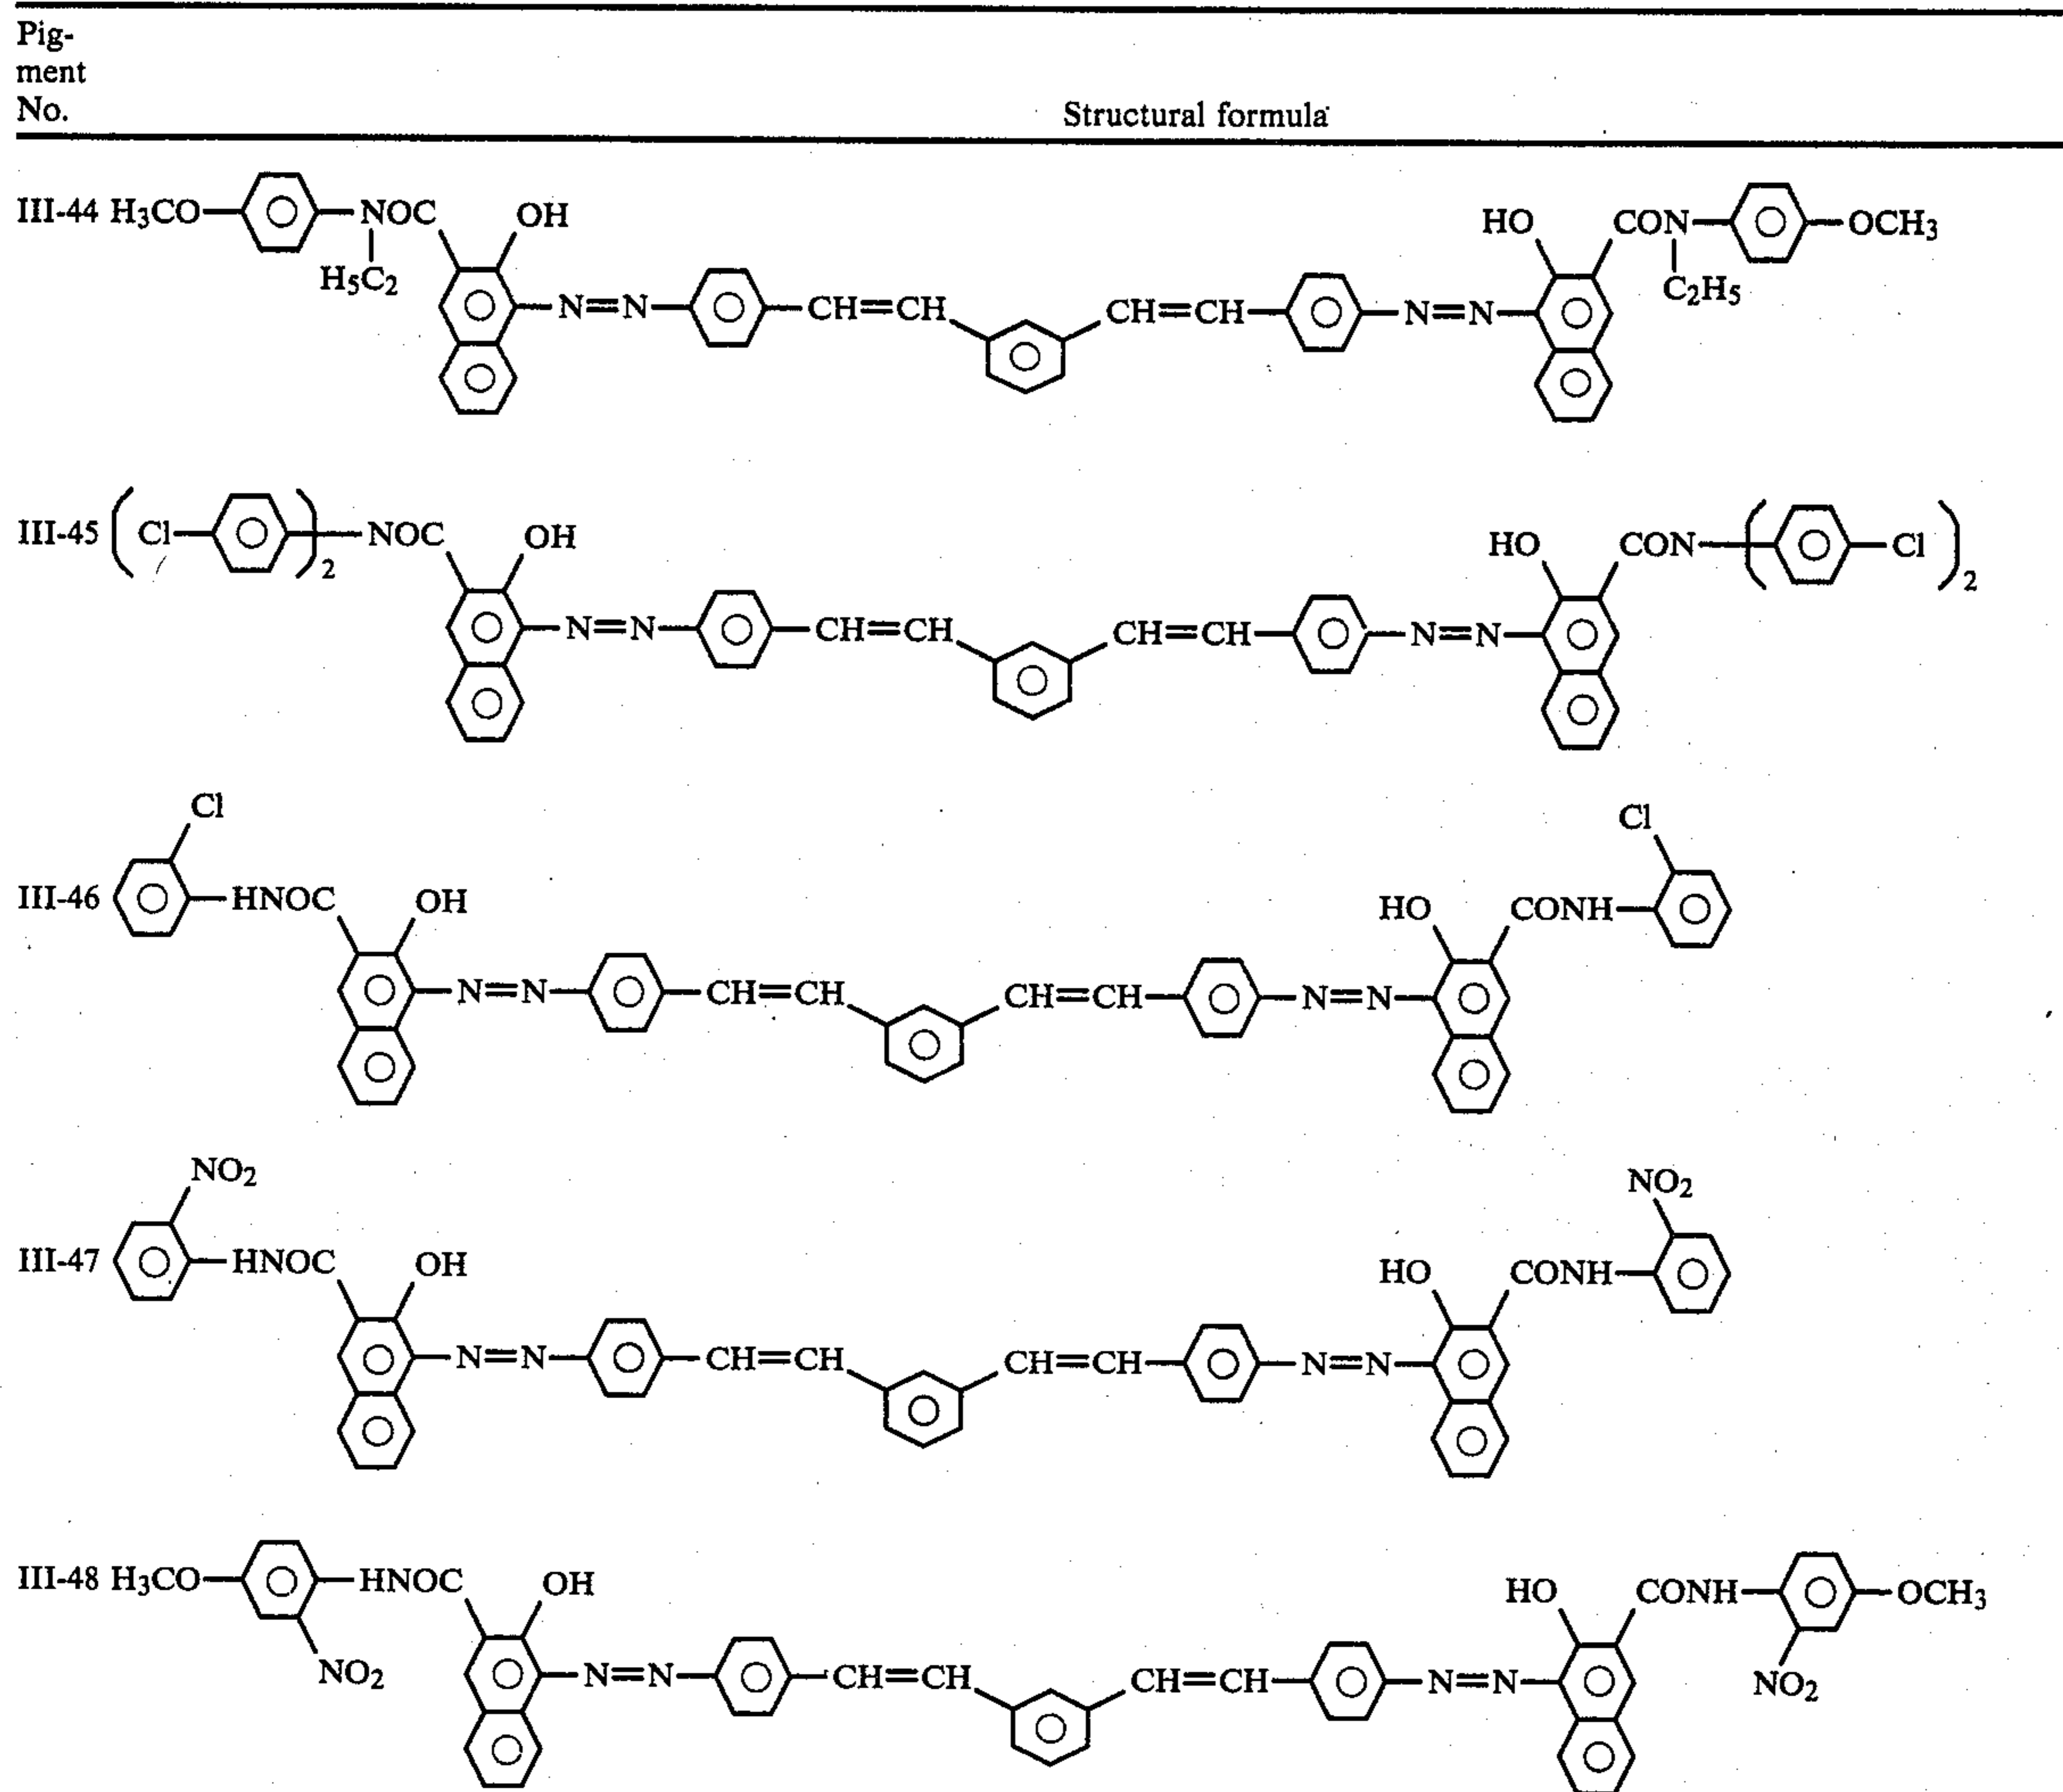 Pig-
ment
No.
Structural formula
III-44 H₃CO NOC OH HO CON OCH₃
H₅C₂ C₂H₅
N=N CH=CH CH=CH N=N
III-45 ( Cl )₂ NOC OH HO CON ( Cl )₂
N=N CH=CH CH=CH N=N
Cl Cl
III-46 HNOC OH HO CONH
N=N CH=CH CH=CH N=N
NO₂ NO₂
III-47 HNOC OH HO CONH
N=N CH=CH CH=CH N=N
III-48 H₃CO HNOC OH HO CONH OCH₃
NO₂ N=N CH=CH CH=CH N=N NO₂